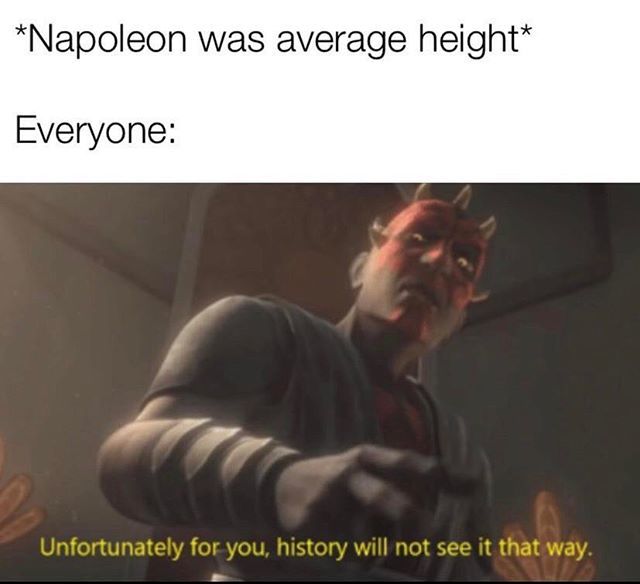 *Napoleon was average height*
Everyone:
Unfortunately for you, history will not see it that way.